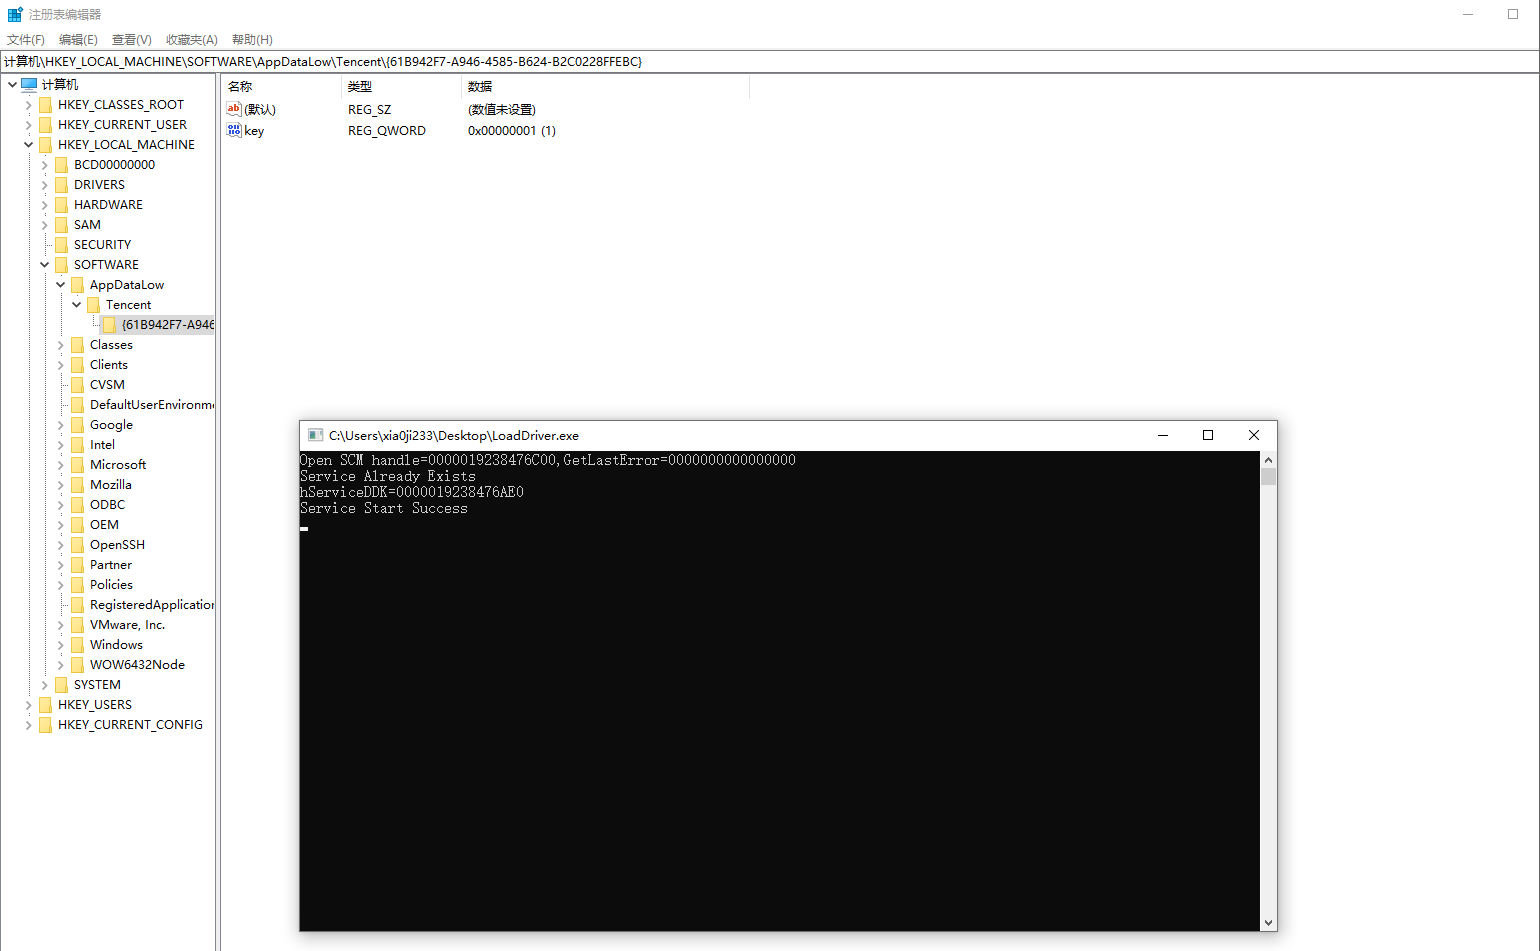 注册表编辑器
文件(F) 编辑(E) 查看(V) 收藏夹(A) 帮助(H)
计算机\HKEY_LOCAL_MACHINE\SOFTWARE\AppDataLow\Tencent\{61B942F7-A946-4585-B624-B2C0228FFEBC}
计算机
HKEY_CLASSES_ROOT
HKEY_CURRENT_USER
HKEY_LOCAL_MACHINE
BCD00000000
DRIVERS
HARDWARE
SAM
SECURITY
SOFTWARE
AppDataLow
Tencent
{61B942F7-A946
Classes
Clients
CVSM
DefaultUserEnvironme
Google
Intel
Microsoft
Mozilla
ODBC
OEM
OpenSSH
Partner
Policies
RegisteredApplication
VMware, Inc.
Windows
WOW6432Node
SYSTEM
HKEY_USERS
HKEY_CURRENT_CONFIG
名称 类型 数据
(默认) REG_SZ (数值未设置)
key REG_QWORD 0x00000001 (1)
C:\Users\xia0ji233\Desktop\LoadDriver.exe
Open SCM handle=0000019238476C00,GetLastError=0000000000000000
Service Already Exists
hServiceDDK=0000019238476AE0
Service Start Success